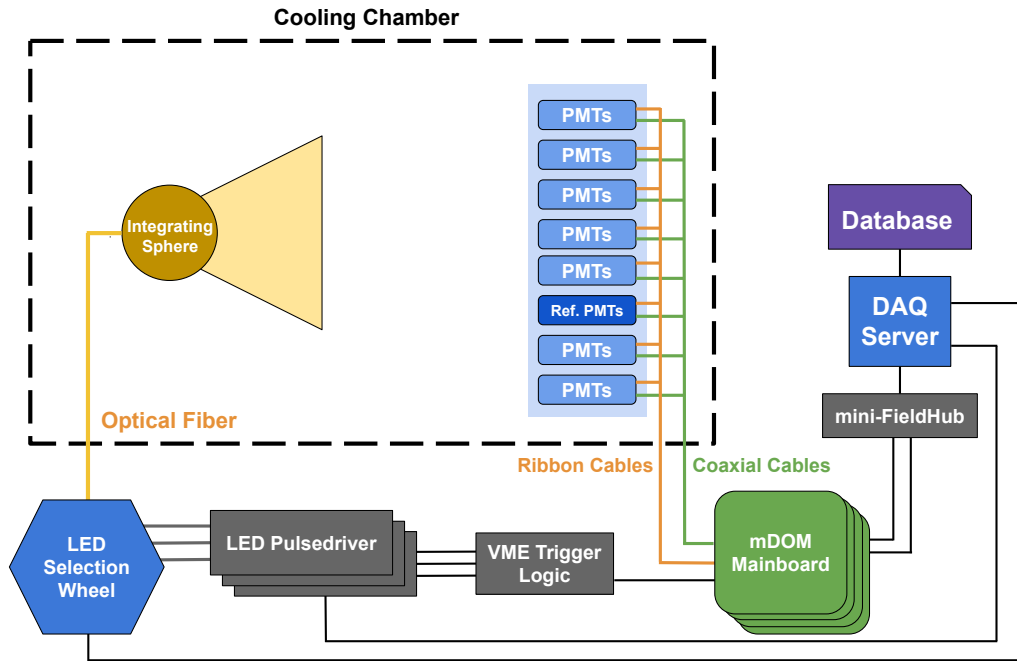 Cooling Chamber
PMTs
PMTs
PMTs
PMTs
PMTs
Ref. PMTs
PMTs
PMTs
Integrating
Sphere
Optical Fiber
Ribbon Cables
Coaxial Cables
Database
DAQ
Server
mini-FieldHub
LED
Selection
Wheel
LED Pulsedriver
VME Trigger
Logic
mDOM
Mainboard